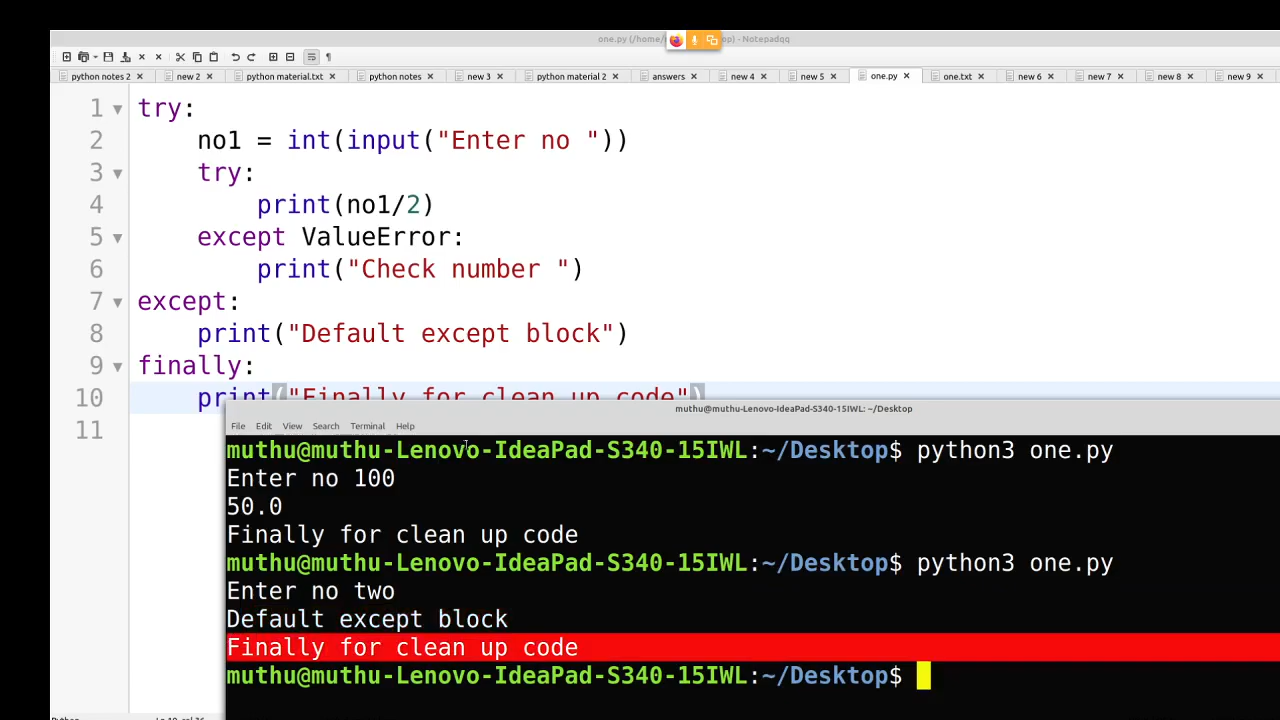 one.py (/home/ top) - Notepadqq
python notes 2 new 2 python material.txt python notes new 3 python material 2 answers new 4 new 5 one.py one.txt new 6 new 7 new 8 new 9
1 try:
2 no1 = int(input("Enter no "))
3 try:
4 print(no1/2)
5 except ValueError:
6 print("Check number ")
7 except:
8 print("Default except block")
9 finally:
10 print("Finally for clean up code")
11
muthu@muthu-Lenovo-IdeaPad-S340-15IWL: ~/Desktop
File Edit View Search Terminal Help
muthu@muthu-Lenovo-IdeaPad-S340-15IWL:~/Desktop$ python3 one.py
Enter no 100
50.0
Finally for clean up code
muthu@muthu-Lenovo-IdeaPad-S340-15IWL:~/Desktop$ python3 one.py
Enter no two
Default except block
Finally for clean up code
muthu@muthu-Lenovo-IdeaPad-S340-15IWL:~/Desktop$